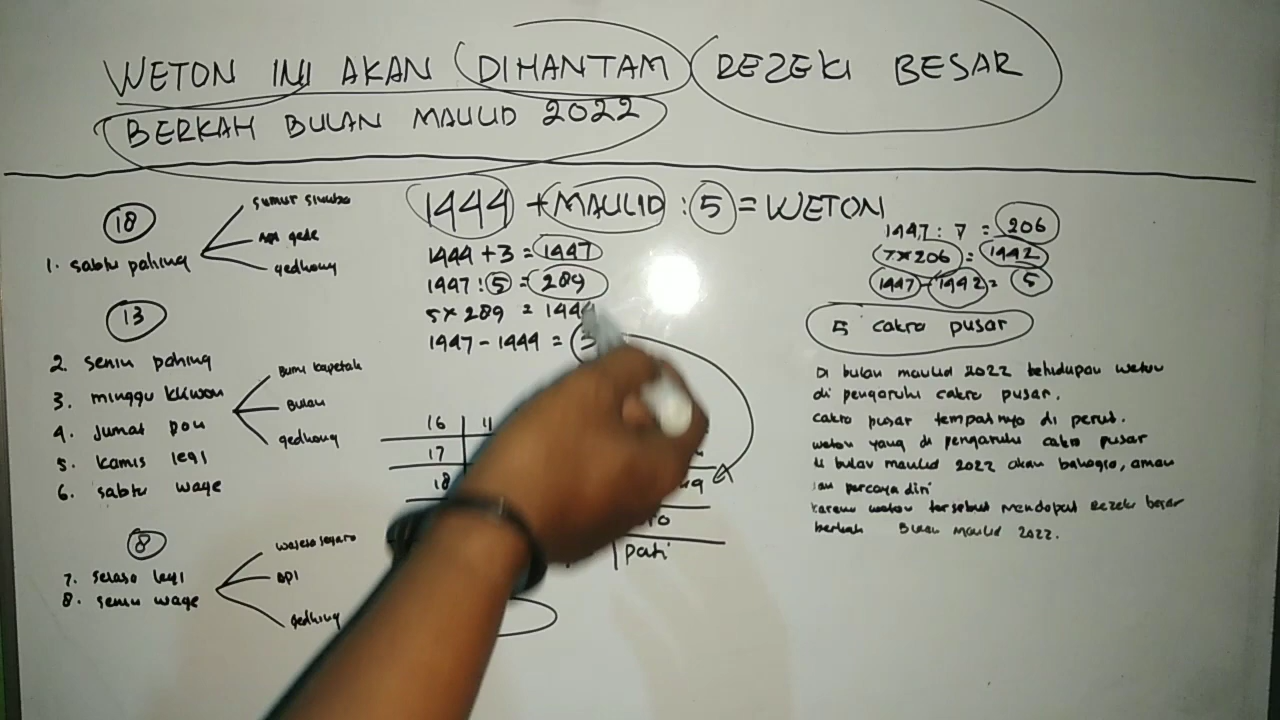 WETON INI AKAN DIHANTAM REZEKI BESAR
BERKAH BULAN MAULID 2022
18
1. sabtu pahing
sumur sinaba
api gede
gedhong
13
2. senin pahing
3. minggu kliwon
4. jumat pon
5. kamis legi
6. sabtu wage
bumi kapetak
bulan
gedhong
8
7. selasa legi
8. senin wage
waseso segoro
api
gedhong
1444 + MAULID : 5 = WETON
1444 + 3 = 1447
1447 : 5 = 289
5 x 289 = 1444
1447 - 1444 = 3
16
17
18
pati
1447 : 7 = 206
7 x 206 = 1442
1447 - 1442 = 5
5 cakra pusar
Di bulan maulid 2022 kehidupan weton
di pengaruhi cakra pusar.
cakra pusar tempatnya di perut.
weton yang di pengaruhi cakra pusar
di bulan maulid 2022 akan bahagia, aman
dan percaya diri
karena weton tersebut mendapat rezeki besar
berkah Bulan maulid 2022.